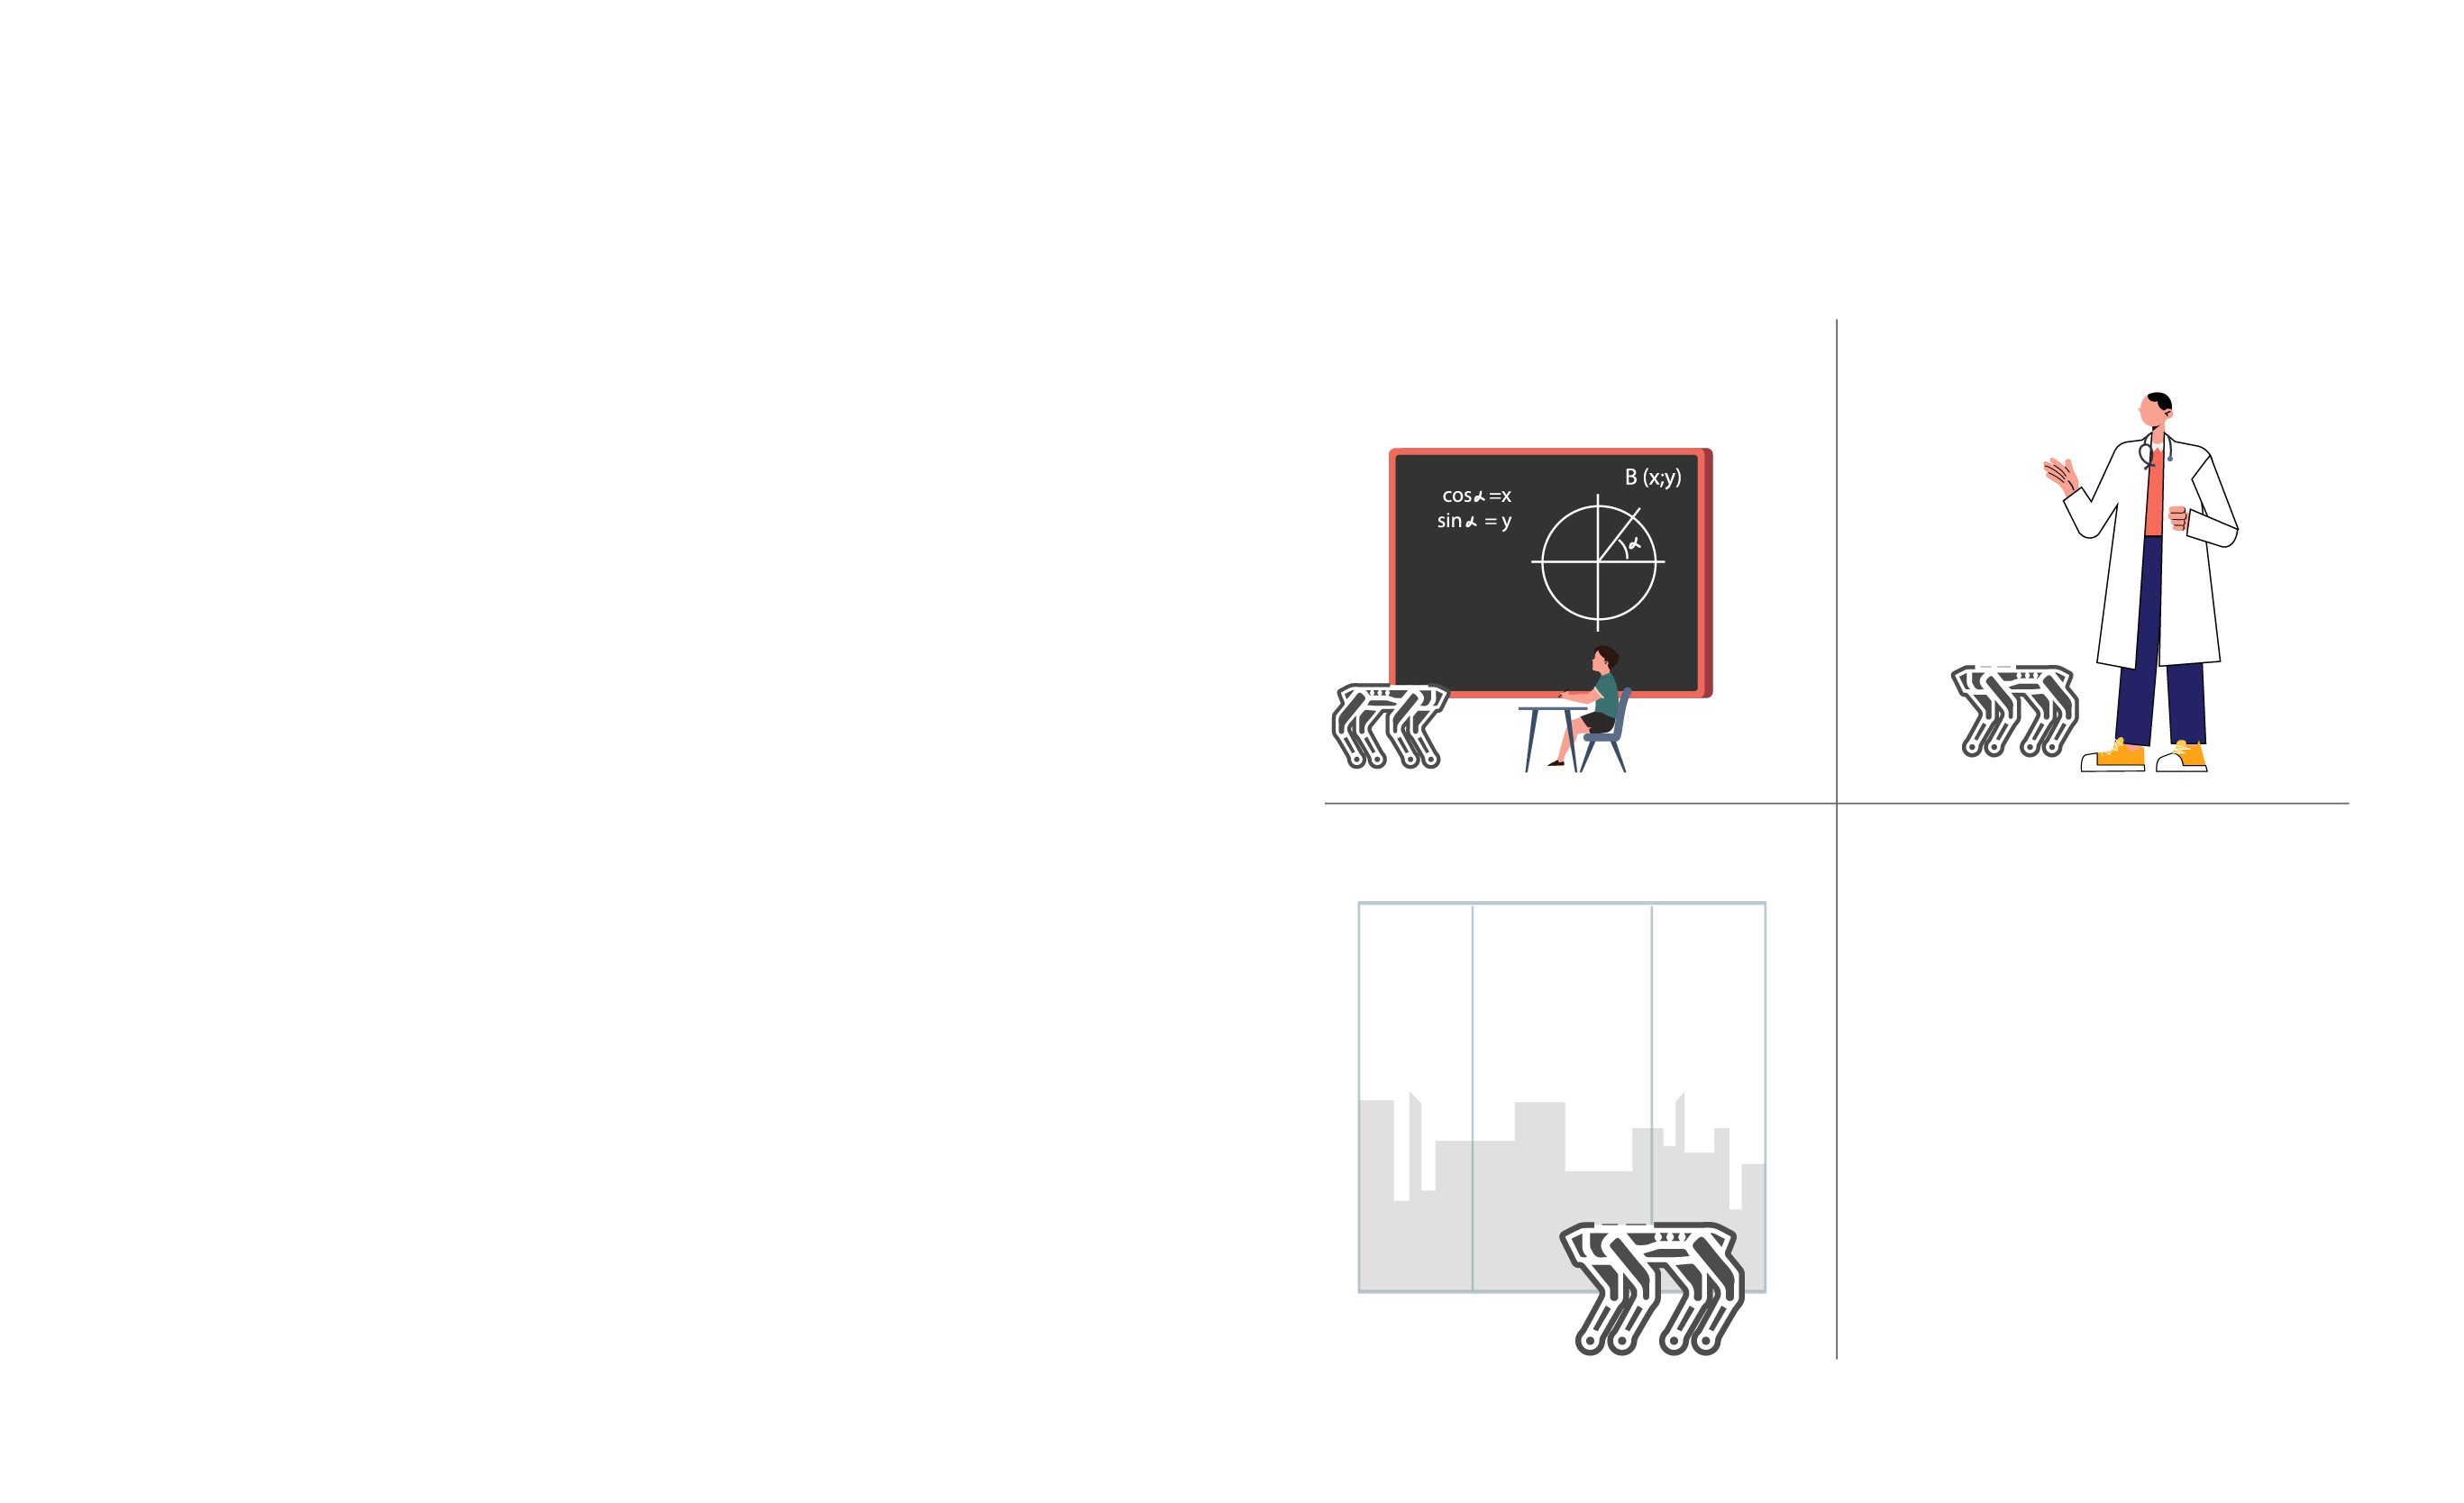 B (x;y)
cos α =x
sin α = y
α